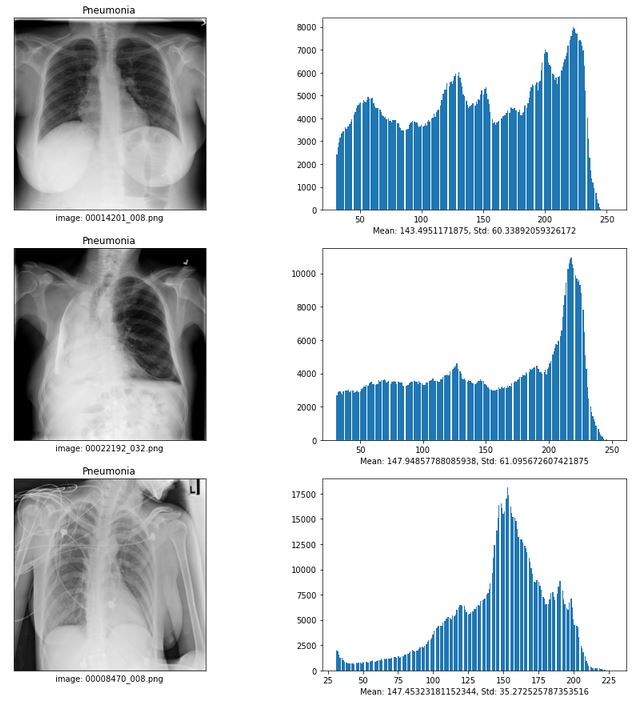 Pneumonia
8000
7000
6000
5000
4000
3000
2000
1000
0
50 100 150 200 250
image: 00014201_008.png
Mean: 143.4951171875, Std: 60.33892059326172
Pneumonia
10000
8000
6000
4000
2000
0
50 100 150 200 250
image: 00022192_032.png
Mean: 147.94857788085938, Std: 61.095672607421875
Pneumonia
L
17500
15000
12500
10000
7500
5000
2500
0
25 50 75 100 125 150 175 200 225
image: 00008470_008.png
Mean: 147.45323181152344, Std: 35.272525787353516